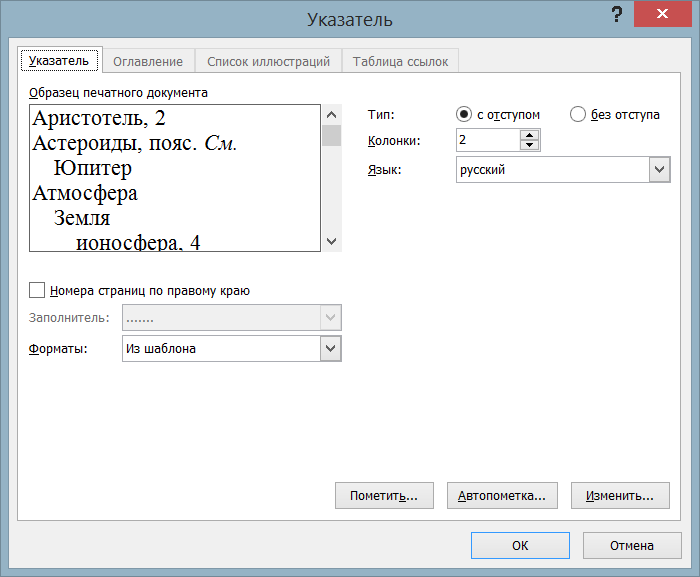 Указатель
?
Указатель Оглавление Список иллюстраций Таблица ссылок
Образец печатного документа
Аристотель, 2
Астероиды, пояс. См.
Юпитер
Атмосфера
Земля
ионосфера, 4
Тип: с отступом без отступа
Колонки: 2
Язык: русский
Номера страниц по правому краю
Заполнитель: .......
Форматы: Из шаблона
Пометить... Автопометка... Изменить...
ОК Отмена